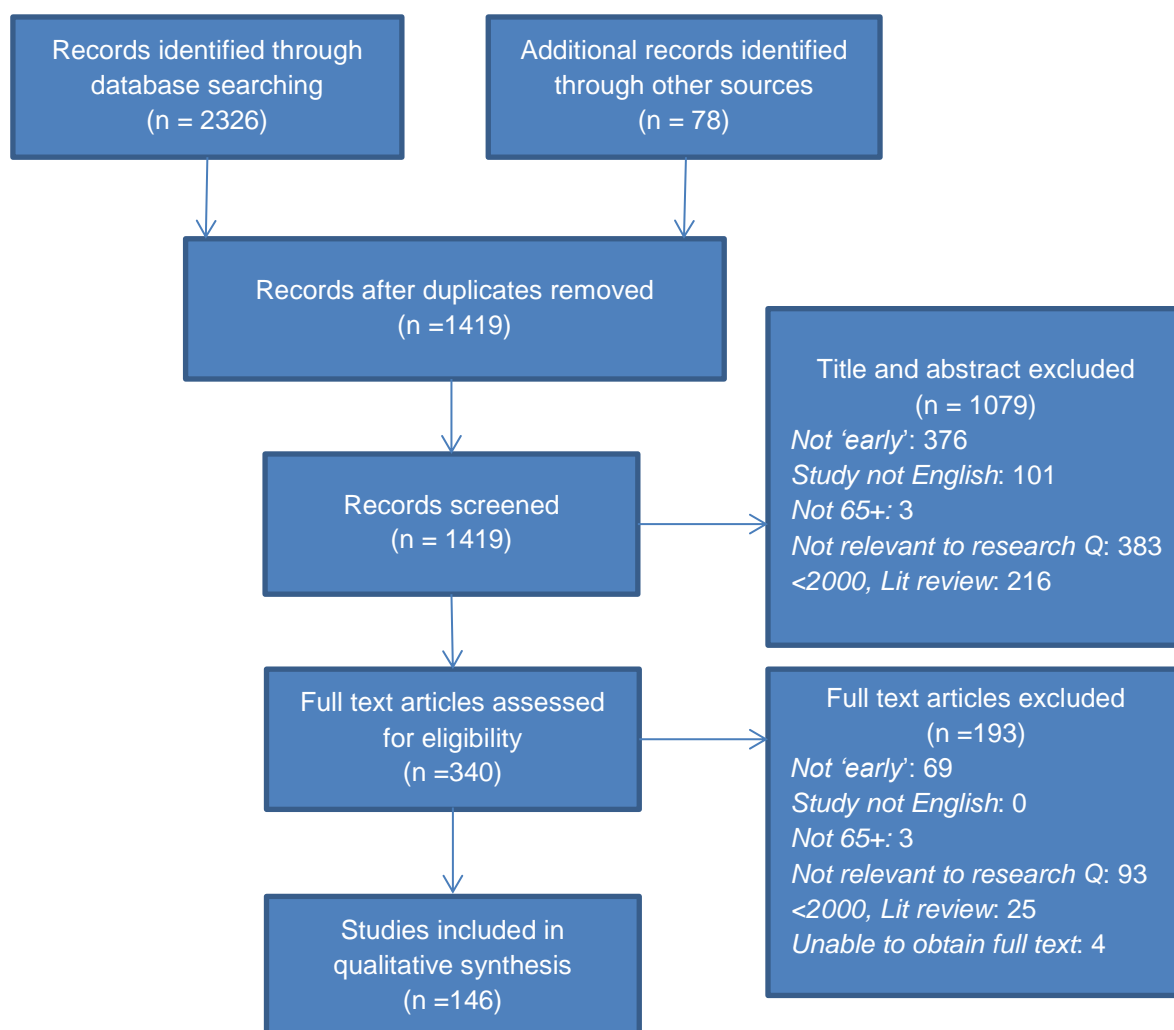 Records identified through
database searching
(n = 2326)
Additional records identified
through other sources
(n = 78)
Records after duplicates removed
(n =1419)
Records screened
(n = 1419)
Title and abstract excluded
(n = 1079)
Not ‘early’: 376
Study not English: 101
Not 65+: 3
Not relevant to research Q: 383
<2000, Lit review: 216
Full text articles assessed
for eligibility
(n =340)
Full text articles excluded
(n =193)
Not ‘early’: 69
Study not English: 0
Not 65+: 3
Not relevant to research Q: 93
<2000, Lit review: 25
Unable to obtain full text: 4
Studies included in
qualitative synthesis
(n =146)